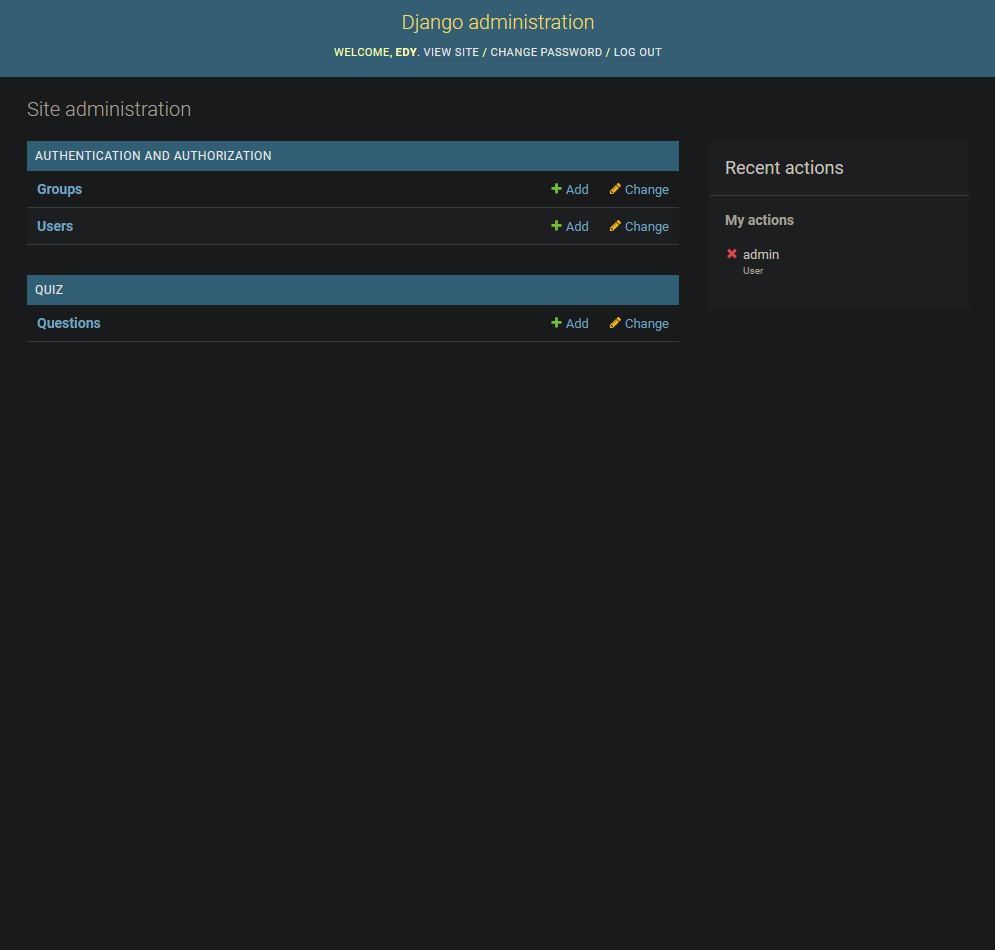 Django administration
WELCOME, EDY. VIEW SITE / CHANGE PASSWORD / LOG OUT
Site administration
AUTHENTICATION AND AUTHORIZATION
Groups Add Change
Users Add Change
QUIZ
Questions Add Change
Recent actions
My actions
admin
User